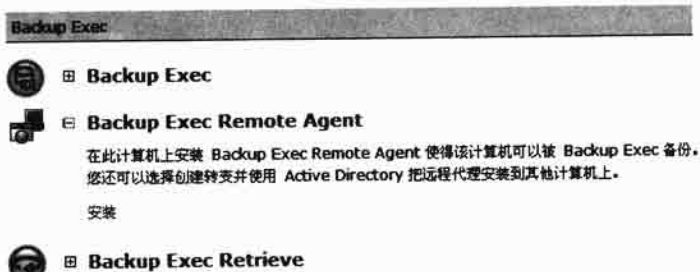 Backup Exec
Backup Exec
Backup Exec Remote Agent
在此计算机上安装 Backup Exec Remote Agent 使得该计算机可以被 Backup Exec 备份。
您还可以选择创建转变并使用 Active Directory 把远程代理安装到其他计算机上。
安装
Backup Exec Retrieve